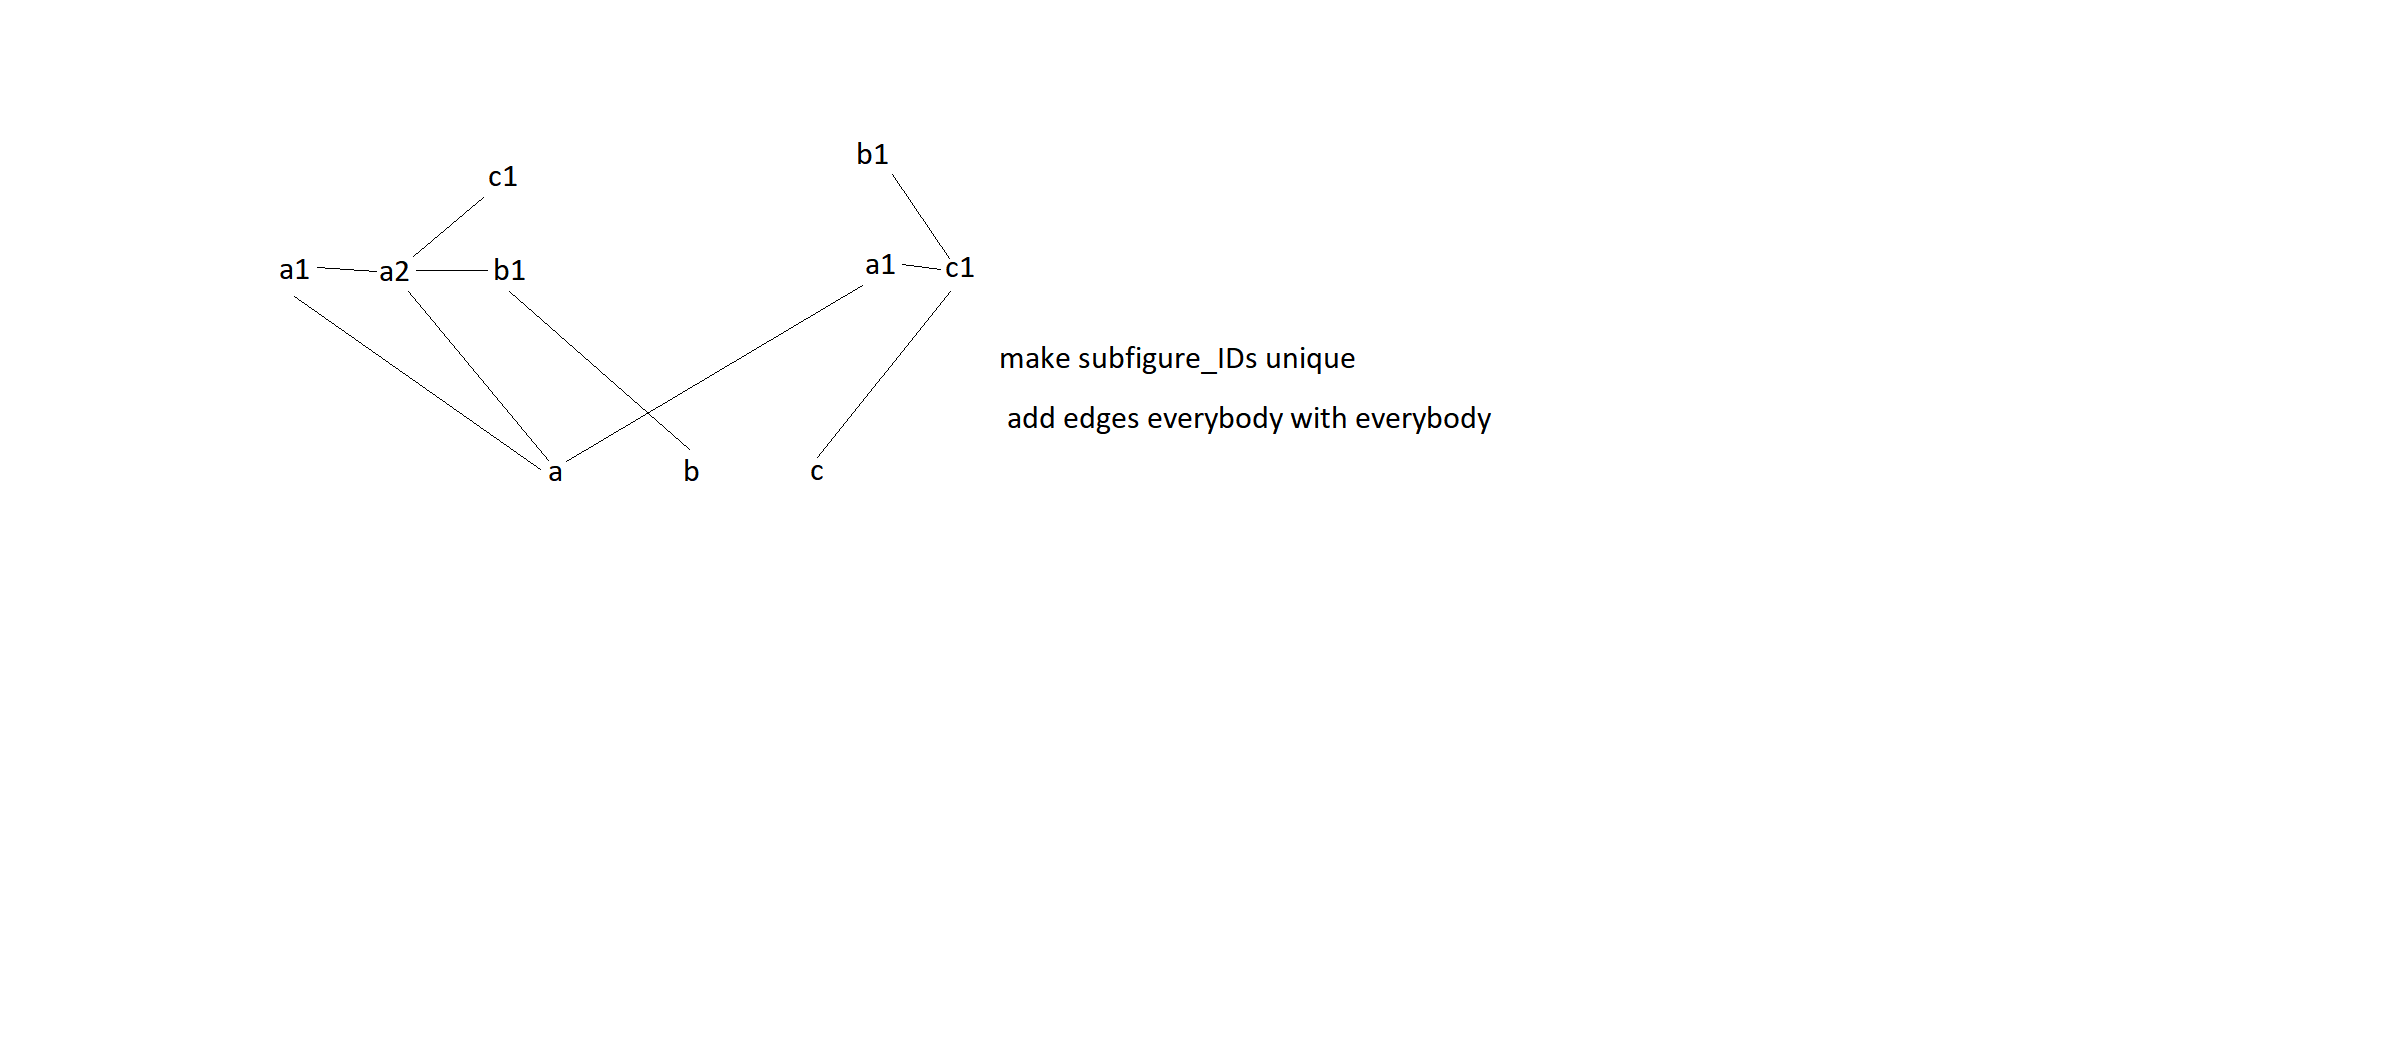 b1
c1
a1 a2 b1 a1 c1
make subfigure_IDs unique
add edges everybody with everybody
a b c